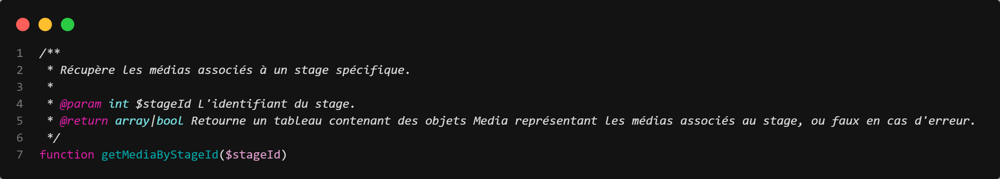 1 /**
2  * Récupère les médias associés à un stage spécifique.
3  *
4  * @param int $stageId L'identifiant du stage.
5  * @return array|bool Retourne un tableau contenant des objets Media représentant les médias associés au stage, ou faux en cas d'erreur.
6  */
7 function getMediaByStageId($stageId)